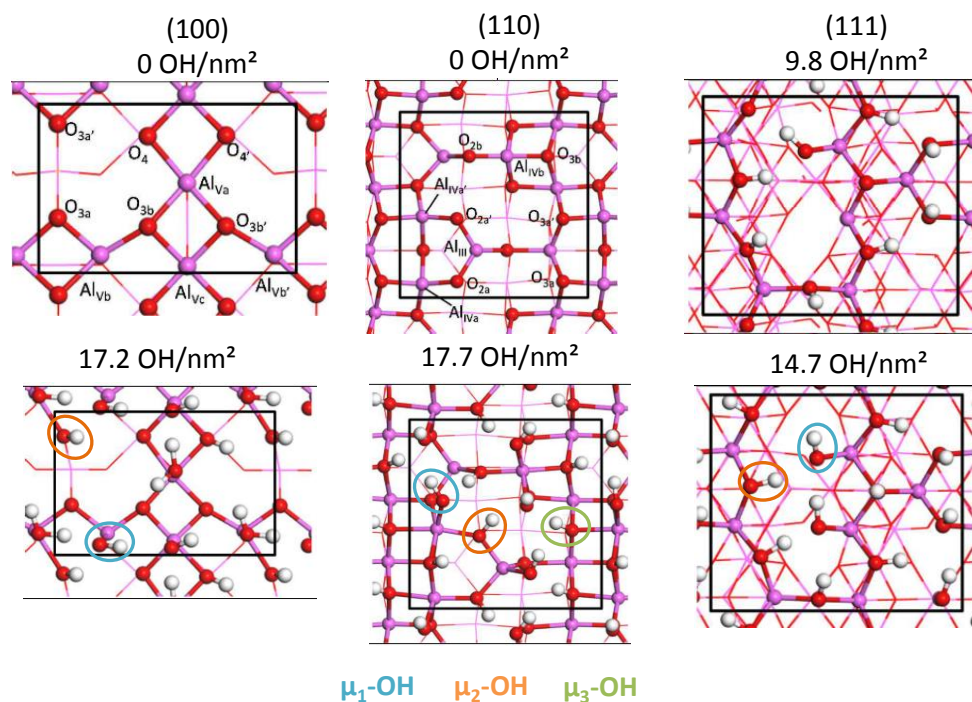 (100)
0 OH/nm²
(110)
0 OH/nm²
(111)
9.8 OH/nm²
O3a'
O4
O4'
AlVa
O3a
O3b
O3b'
AlVb
AlVc
AlVb'
O2b
AlIVb
O3b
AlIVa'
O2a'
O3a'
AlIII
O2a
O3a
AlIVa
17.2 OH/nm²
17.7 OH/nm²
14.7 OH/nm²
µ1-OH µ2-OH µ3-OH